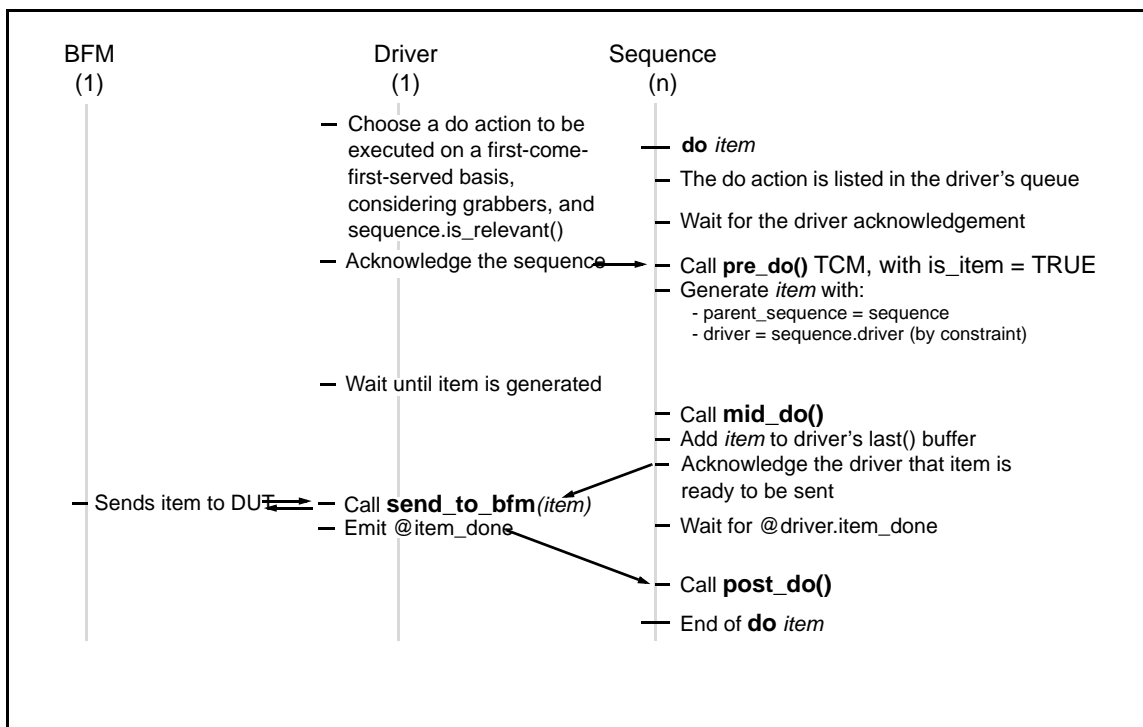 BFM
(1)
Driver
(1)
Sequence
(n)
Choose a do action to be
executed on a first-come-
first-served basis,
considering grabbers, and
sequence.is_relevant()
do item
The do action is listed in the driver's queue
Wait for the driver acknowledgement
Acknowledge the sequence
Call pre_do() TCM, with is_item = TRUE
Generate item with:
- parent_sequence = sequence
- driver = sequence.driver (by constraint)
Wait until item is generated
Call mid_do()
Add item to driver's last() buffer
Acknowledge the driver that item is
ready to be sent
Sends item to DUT
Call send_to_bfm(item)
Emit @item_done
Wait for @driver.item_done
Call post_do()
End of do item